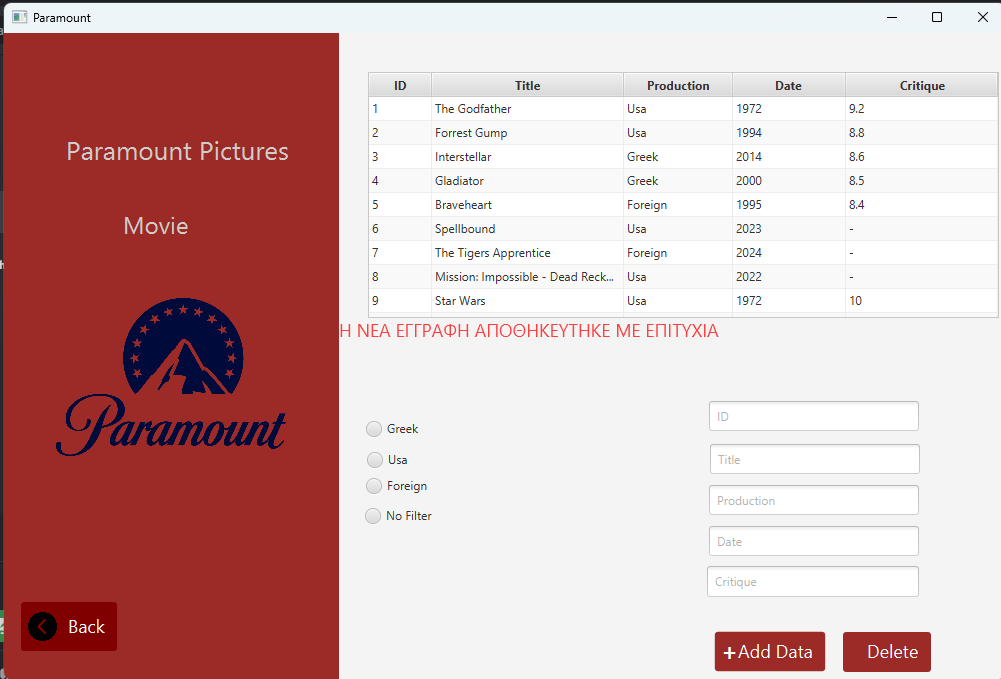 Paramount
Paramount Pictures
Movie
Paramount
Back
ID Title Production Date Critique
1 The Godfather Usa 1972 9.2
2 Forrest Gump Usa 1994 8.8
3 Interstellar Greek 2014 8.6
4 Gladiator Greek 2000 8.5
5 Braveheart Foreign 1995 8.4
6 Spellbound Usa 2023 -
7 The Tigers Apprentice Foreign 2024 -
8 Mission: Impossible - Dead Reck... Usa 2022 -
9 Star Wars Usa 1972 10
Η ΝΕΑ ΕΓΓΡΑΦΗ ΑΠΟΘΗΚΕΥΤΗΚΕ ΜΕ ΕΠΙΤΥΧΙΑ
Greek
Usa
Foreign
No Filter
ID
Title
Production
Date
Critique
+Add Data
Delete